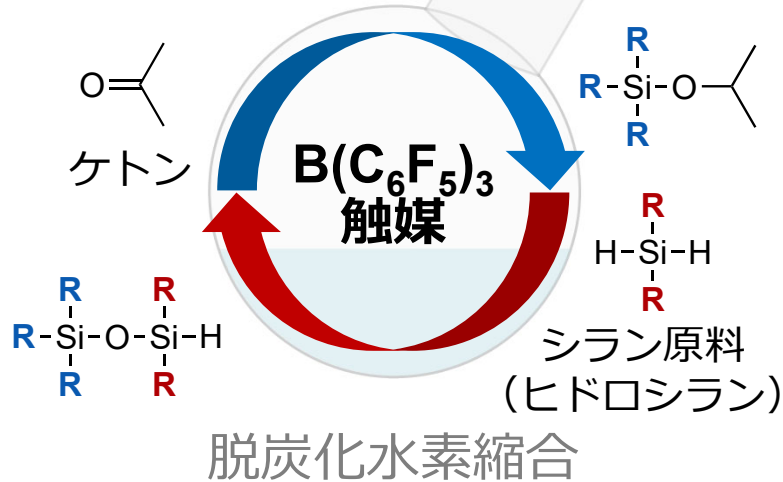 R
O
R-Si-O
R
ケトン
B(C₆F₅)₃
触媒
R
H-Si-H
R
R R
R-Si-O-Si-H
R R
シラン原料
(ヒドロシラン)
脱炭化水素縮合